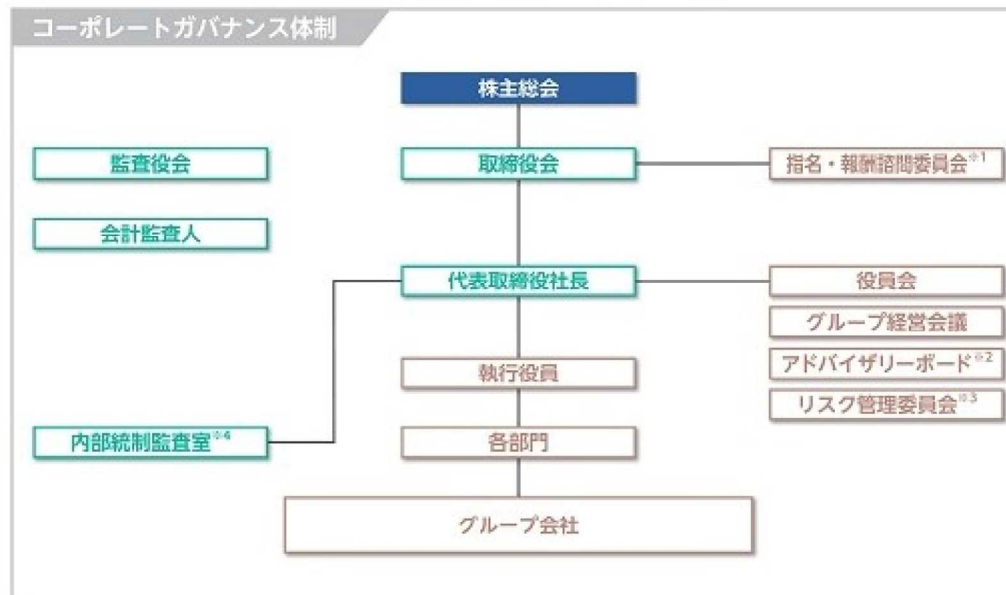 コーポレートガバナンス体制
株主総会
監査役会
取締役会
指名・報酬諮問委員会※1
会計監査人
代表取締役社長
役員会
グループ経営会議
執行役員
アドバイザリーボード※2
リスク管理委員会※3
内部統制監査室※4
各部門
グループ会社